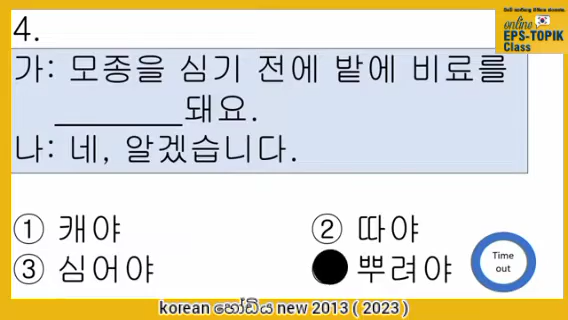 online
EPS-TOPIK
Class
4.
가: 모종을 심기 전에 밭에 비료를
________돼요.
나: 네, 알겠습니다.
① 캐야
② 따야
③ 심어야
뿌려야
Time
out
korean හෝඩිය new 2013 ( 2023 )